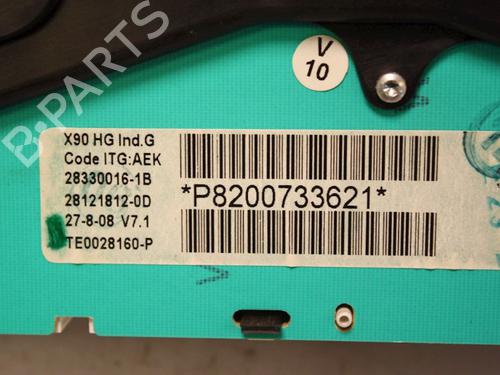 V
10
B-PARTS
X90 HG Ind.G
Code ITG:AEK
28330016-1B
28121812-0D
27-8-08 V7.1
TE0028160-P
*P8200733621*